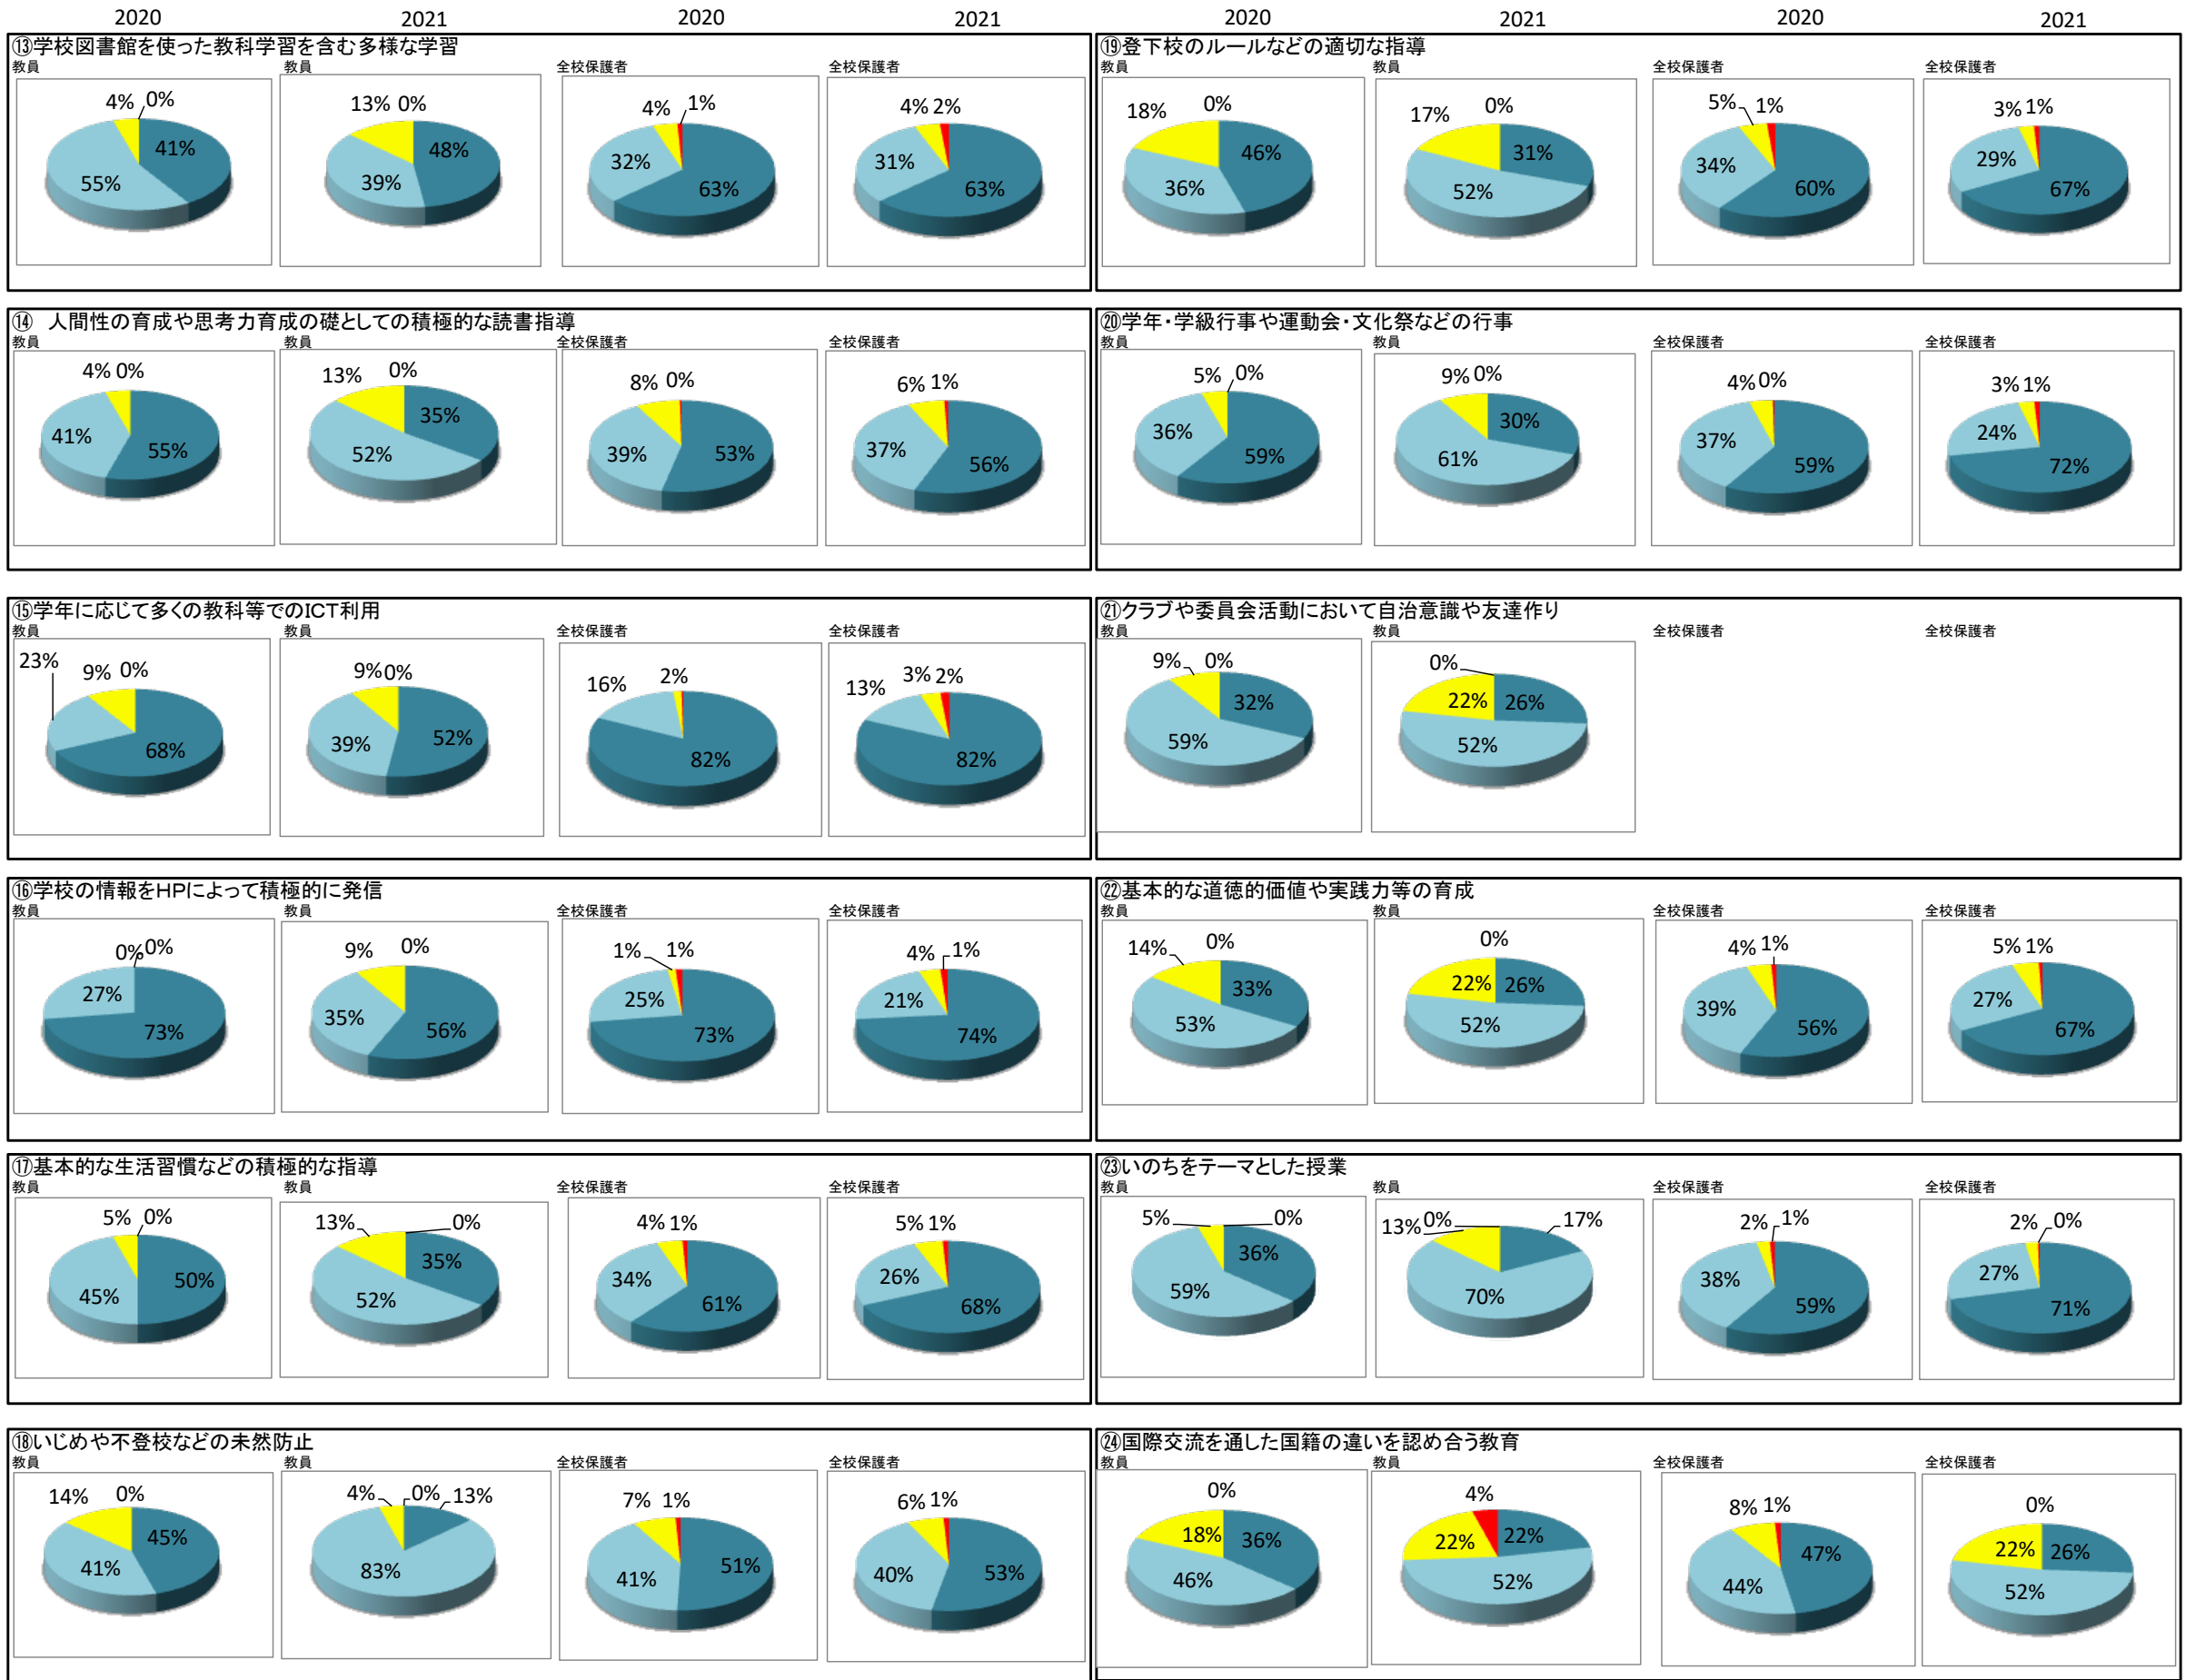 2020 2021 2020 2021 2020 2021 2020 2021
⑬学校図書館を使った教科学習を含む多様な学習
教員 教員 全校保護者 全校保護者
4% 0% 41% 55%
13% 0% 48% 39%
4% 1% 32% 63%
4% 2% 31% 63%
⑲登下校のルールなどの適切な指導
教員 教員 全校保護者 全校保護者
18% 0% 46% 36%
17% 0% 31% 52%
5% 1% 34% 60%
3% 1% 29% 67%
⑭ 人間性の育成や思考力育成の礎としての積極的な読書指導
教員 教員 全校保護者 全校保護者
4% 0% 41% 55%
13% 0% 35% 52%
8% 0% 39% 53%
6% 1% 37% 56%
⑳学年・学級行事や運動会・文化祭などの行事
教員 教員 全校保護者 全校保護者
5% 0% 36% 59%
9% 0% 30% 61%
4% 0% 37% 59%
3% 1% 24% 72%
⑮学年に応じて多くの教科等でのICT利用
教員 教員 全校保護者 全校保護者
23% 9% 0% 68%
9% 0% 39% 52%
16% 2% 82%
13% 3% 2% 82%
㉑クラブや委員会活動において自治意識や友達作り
教員 教員 全校保護者 全校保護者
9% 0% 32% 59%
0% 22% 26% 52%
⑯学校の情報をHPによって積極的に発信
教員 教員 全校保護者 全校保護者
0% 0% 27% 73%
9% 0% 35% 56%
1% 1% 25% 73%
4% 1% 21% 74%
㉒基本的な道徳的価値や実践力等の育成
教員 教員 全校保護者 全校保護者
14% 0% 33% 53%
0% 22% 26% 52%
4% 1% 39% 56%
5% 1% 27% 67%
⑰基本的な生活習慣などの積極的な指導
教員 教員 全校保護者 全校保護者
5% 0% 45% 50%
13% 0% 35% 52%
4% 1% 34% 61%
5% 1% 26% 68%
㉓いのちをテーマとした授業
教員 教員 全校保護者 全校保護者
5% 0% 36% 59%
13% 0% 17% 70%
2% 1% 38% 59%
2% 0% 27% 71%
⑱いじめや不登校などの未然防止
教員 教員 全校保護者 全校保護者
14% 0% 45% 41%
4% 0% 13% 83%
7% 1% 41% 51%
6% 1% 40% 53%
㉔国際交流を通した国籍の違いを認め合う教育
教員 教員 全校保護者 全校保護者
0% 18% 36% 46%
4% 22% 22% 52%
8% 1% 47% 44%
0% 22% 26% 52%